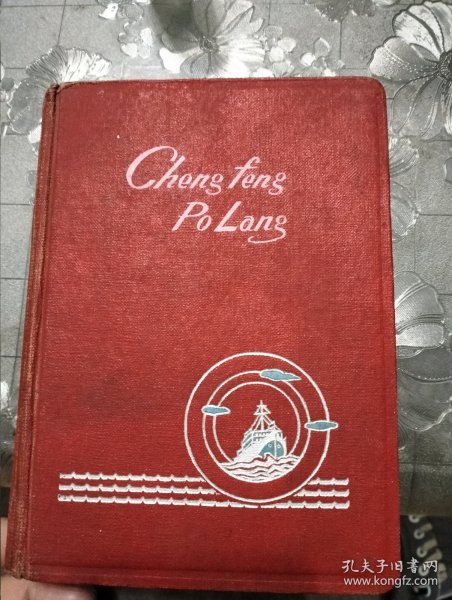 Cheng feng
Po Lang
孔夫子旧书网
www.kongfz.com